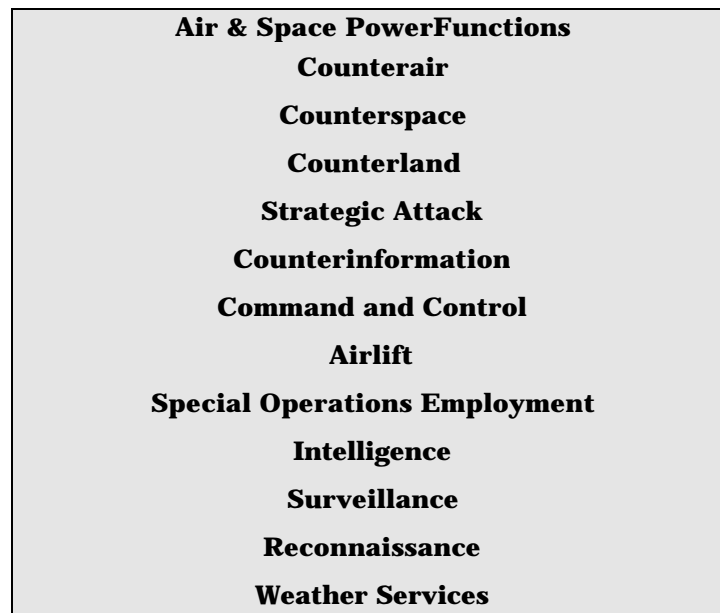 Air & Space PowerFunctions
Counterair
Counterspace
Counterland
Strategic Attack
Counterinformation
Command and Control
Airlift
Special Operations Employment
Intelligence
Surveillance
Reconnaissance
Weather Services